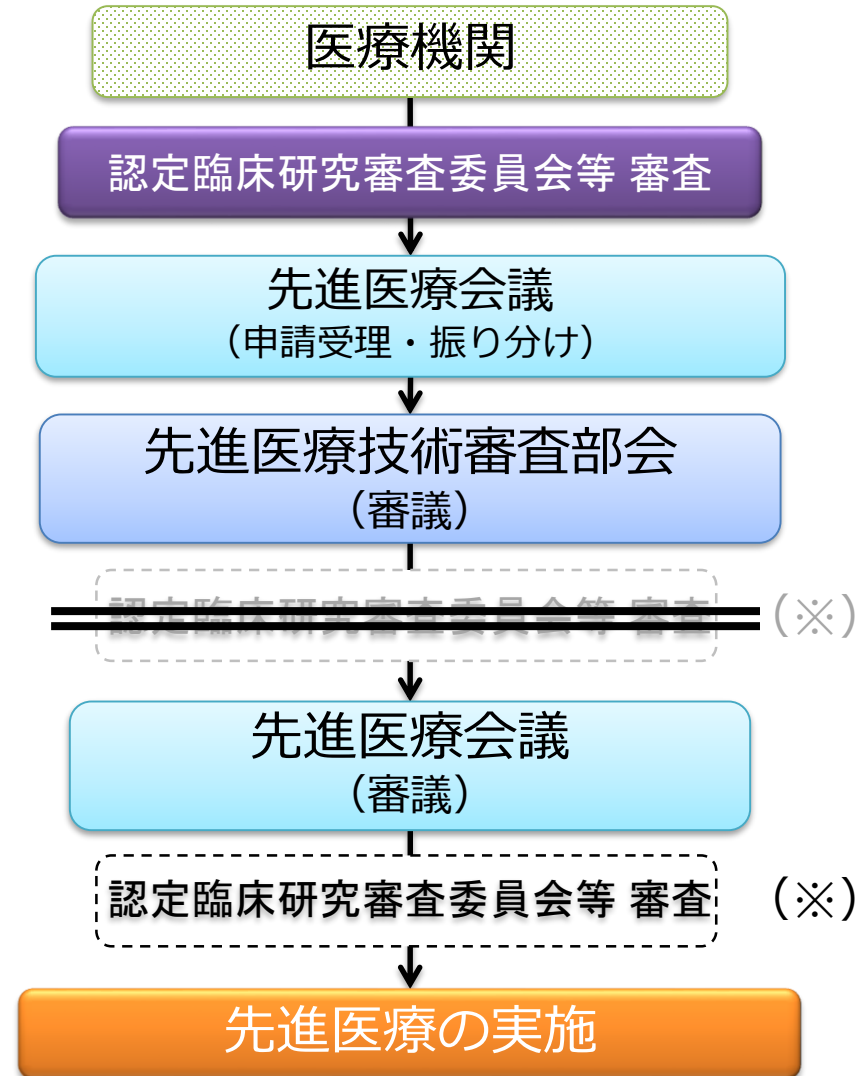 医療機関
認定臨床研究審査委員会等 審査
先進医療会議
（申請受理・振り分け）
先進医療技術審査部会
（審議）
認定臨床研究審査委員会等 審査 （※）
先進医療会議
（審議）
認定臨床研究審査委員会等 審査 （※）
先進医療の実施